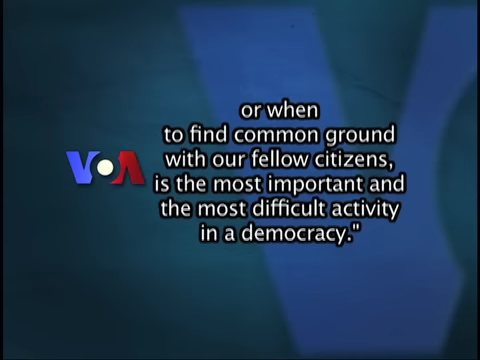 or when
to find common ground
VOA
with our fellow citizens,
is the most important and
the most difficult activity
in a democracy."